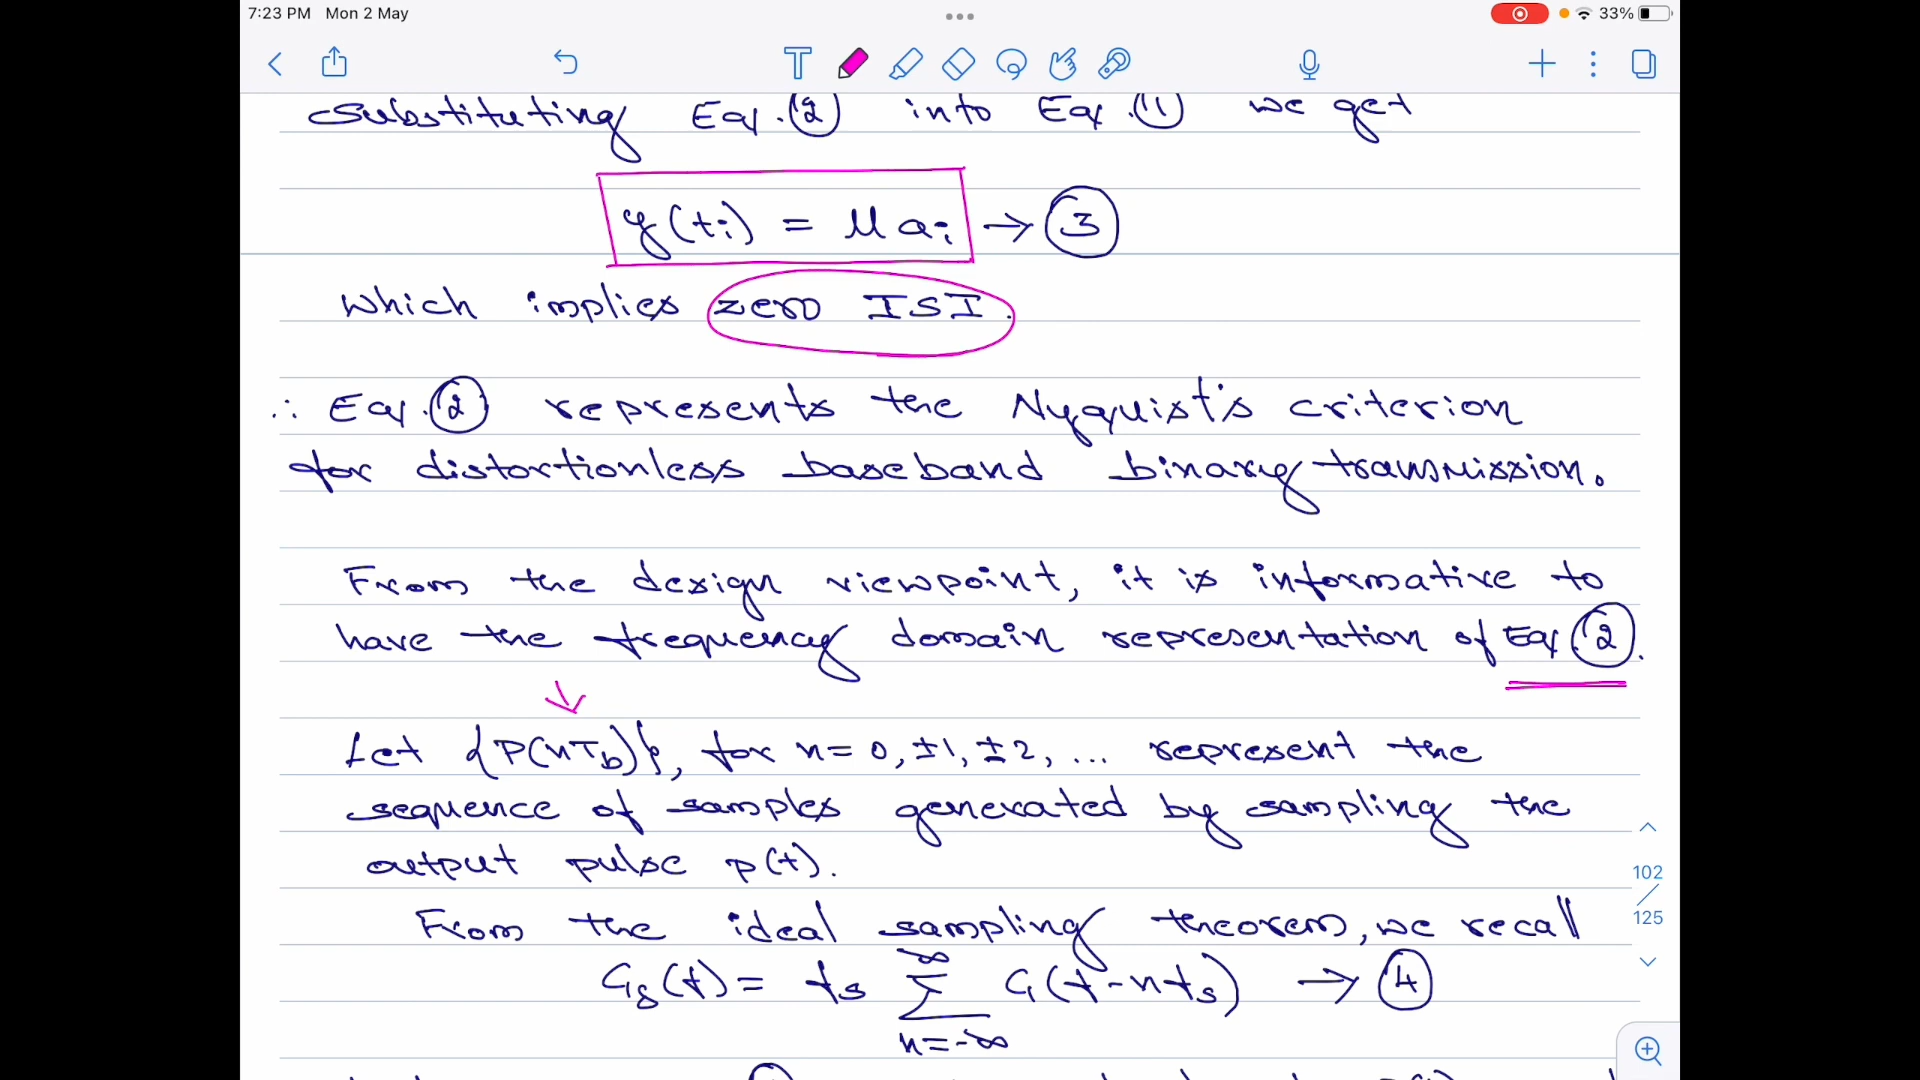 7:23 PM Mon 2 May
33%
Substituting Eq.(2) into Eq.(1) we get
y(ti) = μ ai → (3)
Which implies zero ISI.
∴ Eq.(2) represents the Nyquist's criterion
for distortionless baseband binary transmission.
From the design viewpoint, it is informative to
have the frequency domain representation of Eq.(2).
Let {P(nTb)}, for n = 0, ±1, ±2, ... represent the
sequence of samples generated by sampling the
output pulse p(t).
102
125
From the ideal sampling theorem, we recall
Gδ(f) = fs ∑ G(f - nfs) → (4)
∞
n=-∞